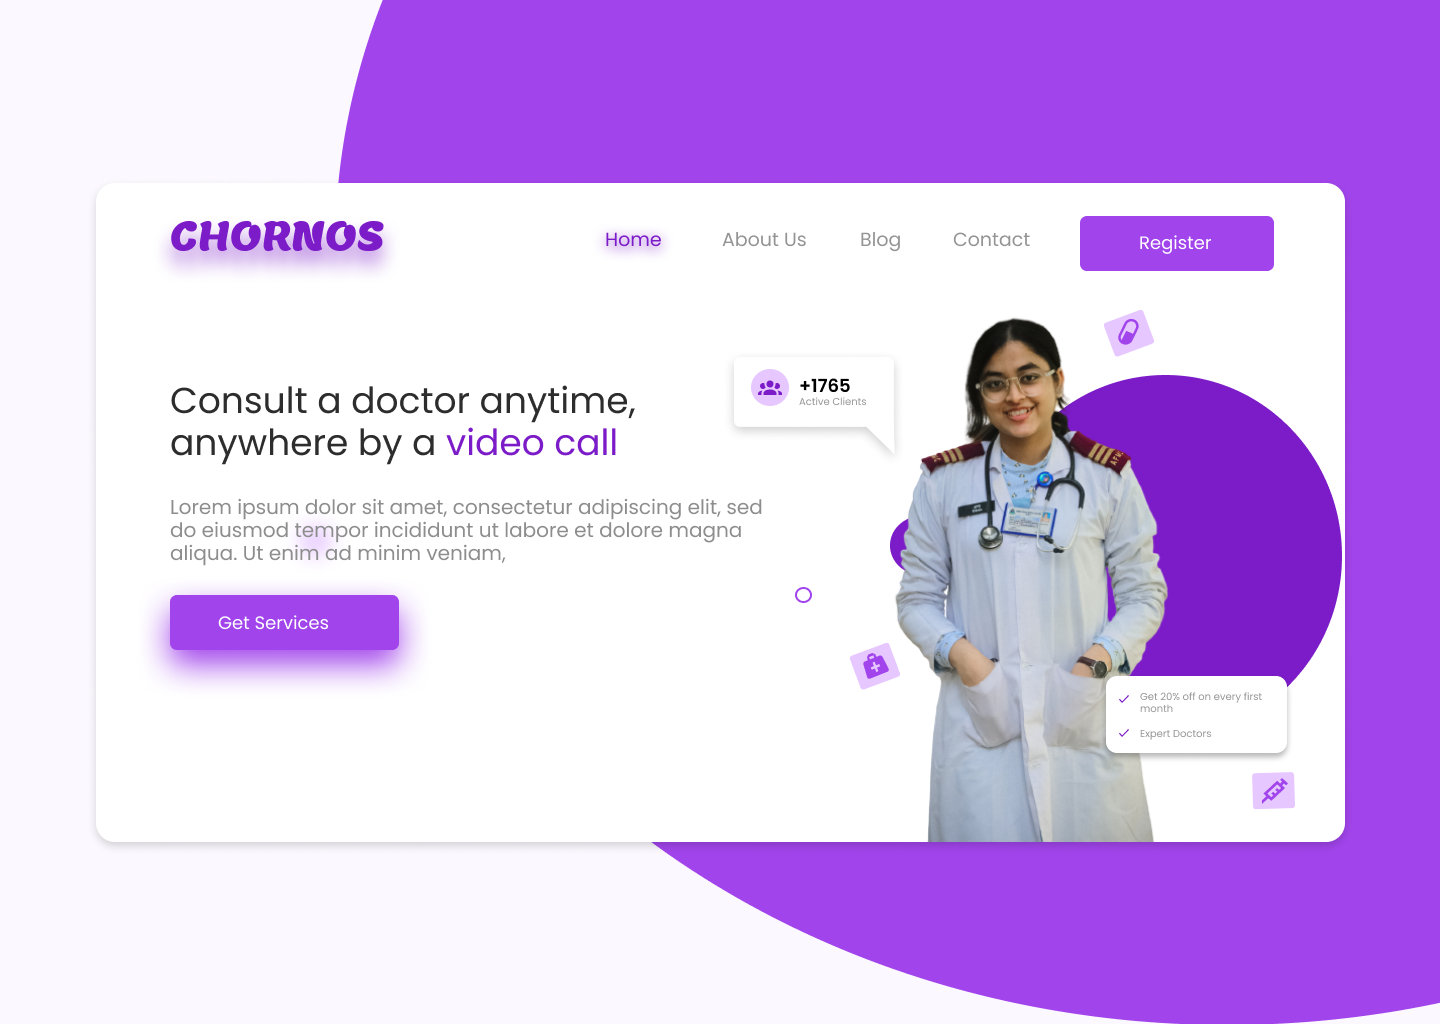 CHORNOS
Home
About Us
Blog
Contact
Register
+1765
Active Clients
Consult a doctor anytime,
anywhere by a video call
Lorem ipsum dolor sit amet, consectetur adipiscing elit, sed
do eiusmod tempor incididunt ut labore et dolore magna
aliqua. Ut enim ad minim veniam,
Get Services
Get 20% off on every first
month
Expert Doctors